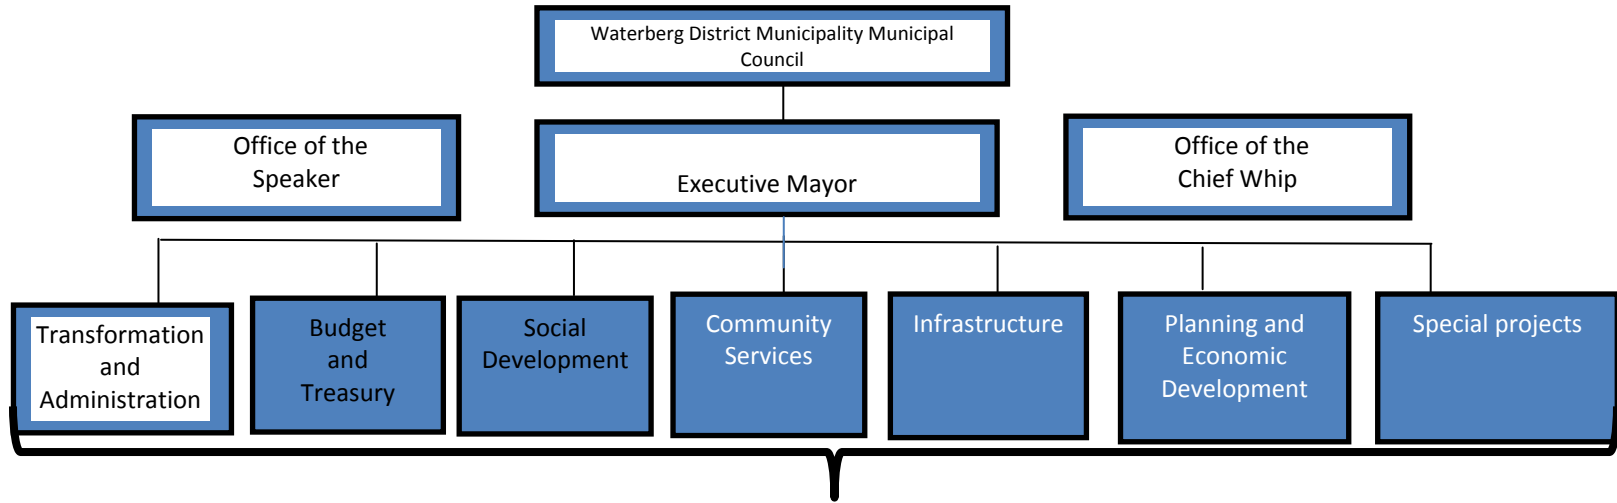 Waterberg District Municipality Municipal
Council
Office of the
Speaker
Executive Mayor
Office of the
Chief Whip
Transformation
and
Administration
Budget
and
Treasury
Social
Development
Community
Services
Infrastructure
Planning and
Economic
Development
Special projects